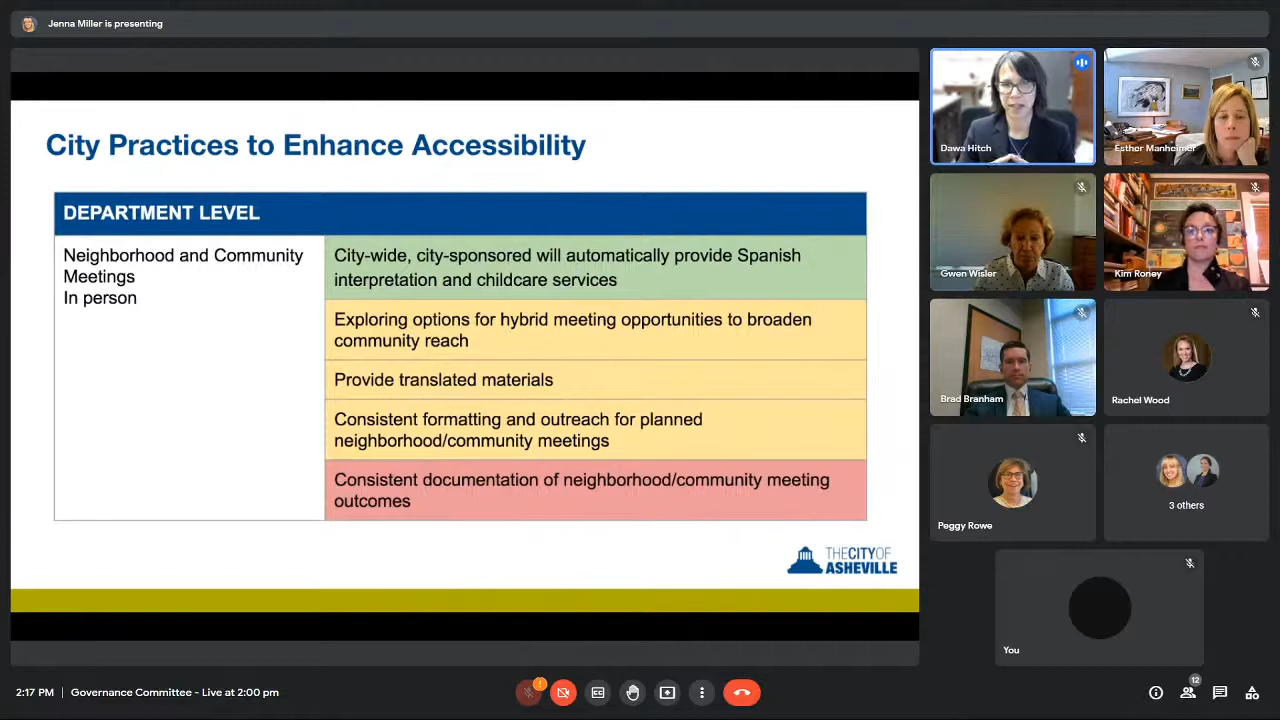 Jenna Miller is presenting
City Practices to Enhance Accessibility
DEPARTMENT LEVEL
Neighborhood and Community
Meetings
In person
City-wide, city-sponsored will automatically provide Spanish
interpretation and childcare services
Exploring options for hybrid meeting opportunities to broaden
community reach
Provide translated materials
Consistent formatting and outreach for planned
neighborhood/community meetings
Consistent documentation of neighborhood/community meeting
outcomes
THECITYOF
ASHEVILLE
Dawa Hitch
Esther Manheimer
Gwen Wisler
Kim Roney
Brad Branham
Rachel Wood
Peggy Rowe
3 others
You
2:17 PM | Governance Committee - Live at 2:00 pm
12